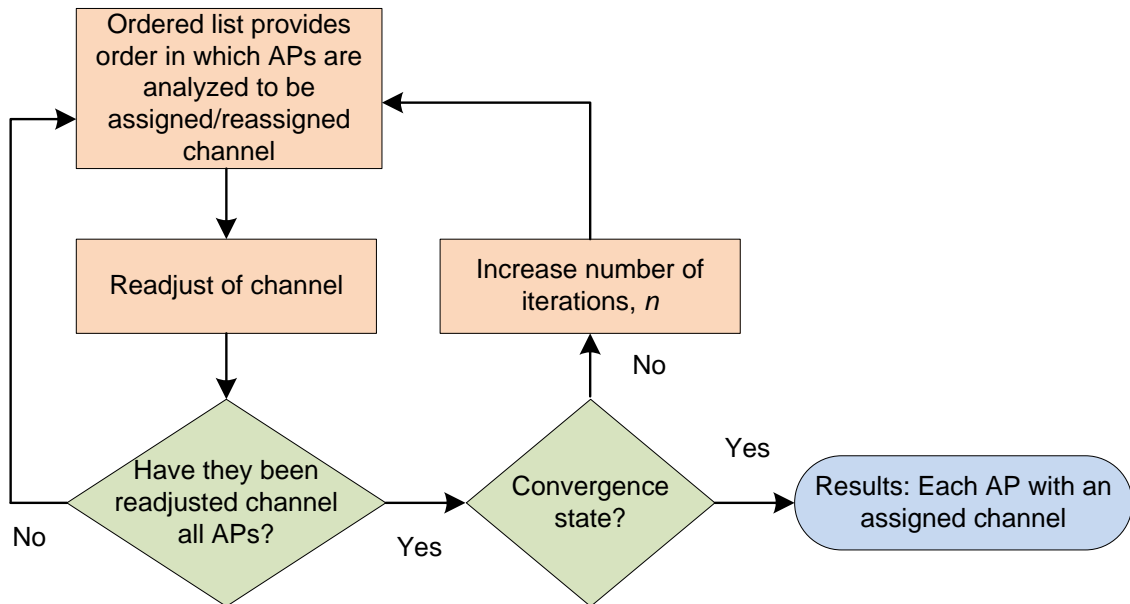 Ordered list provides
order in which APs are
analyzed to be
assigned/reassigned
channel
Readjust of channel
Increase number of
iterations, n
No
Have they been
readjusted channel
all APs?
No
Yes
Convergence
state?
Yes
Results: Each AP with an
assigned channel